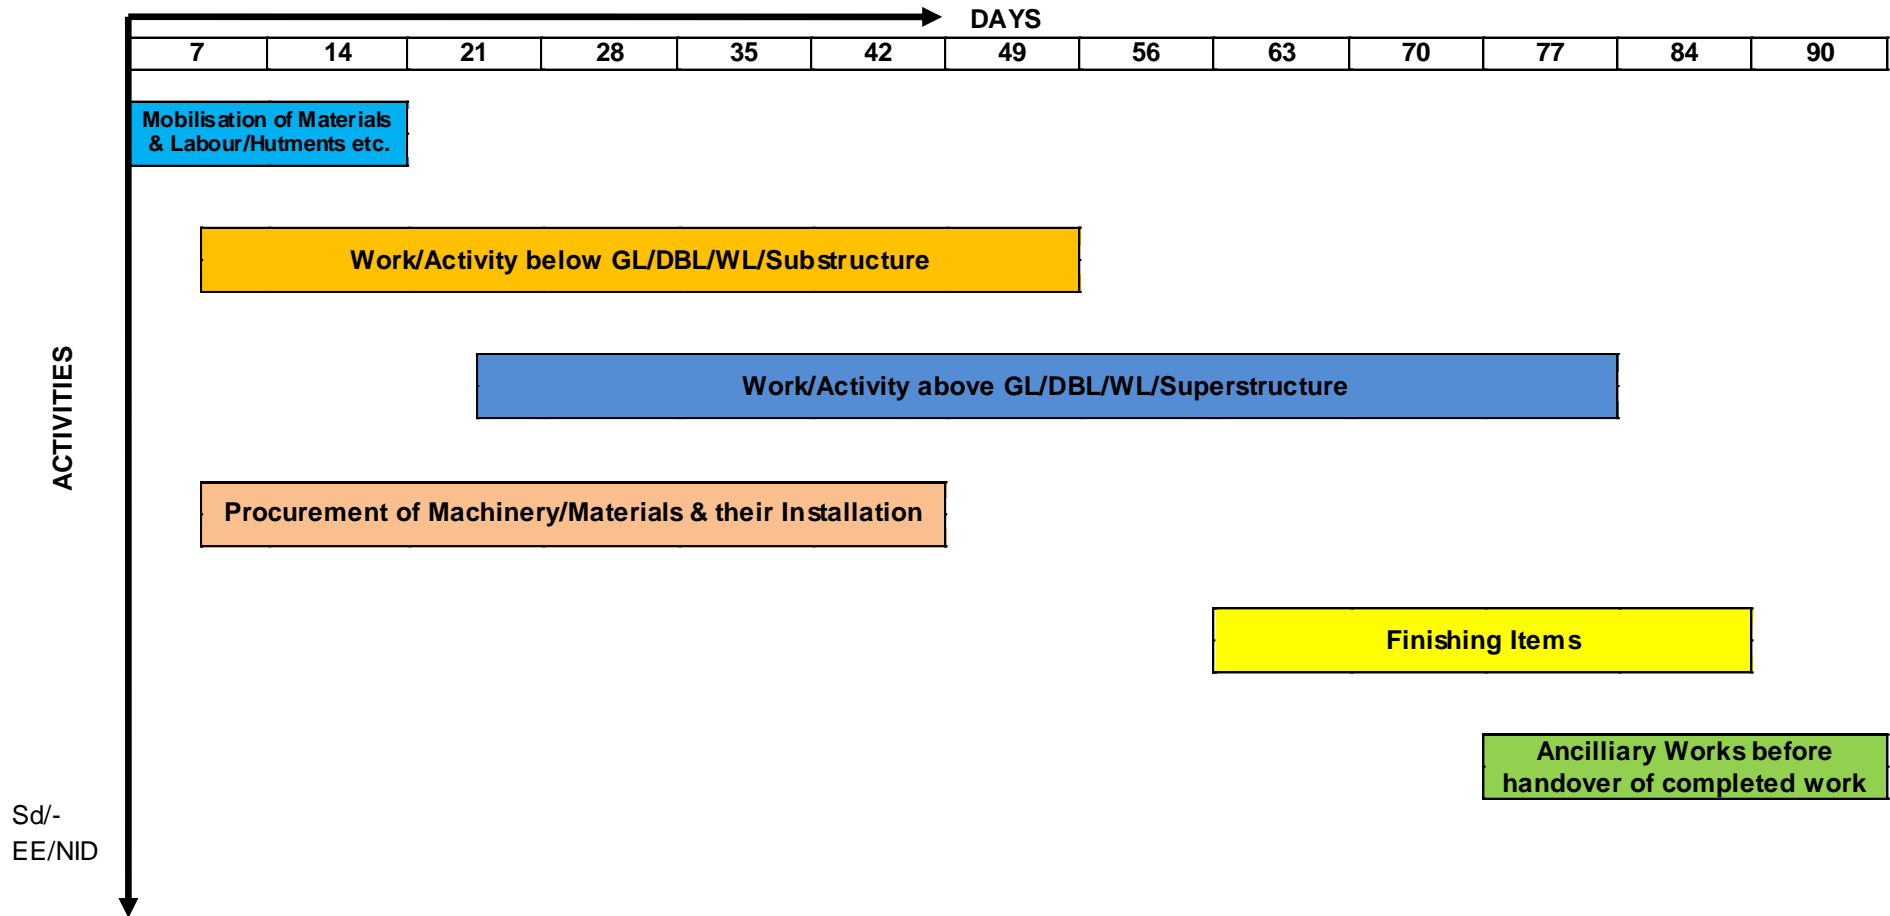 DAYS
7 14 21 28 35 42 49 56 63 70 77 84 90
Mobilisation of Materials
& Labour/Hutments etc.
Work/Activity below GL/DBL/WL/Substructure
Work/Activity above GL/DBL/WL/Superstructure
ACTIVITIES
Procurement of Machinery/Materials & their Installation
Finishing Items
Ancilliary Works before
handover of completed work
Sd/-
EE/NID